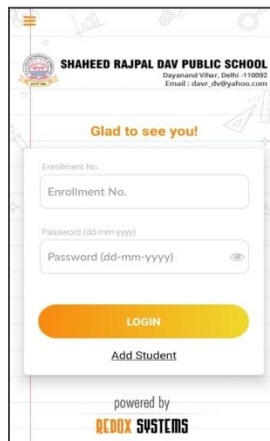 SHAHEED RAJPAL DAV PUBLIC SCHOOL
Dayanand Vihar, Delhi -110092
Email : davr_dv@yahoo.com
Glad to see you!
Enrollment No.
Enrollment No.
Password (dd-mm-yyyy)
Password (dd-mm-yyyy)
LOGIN
Add Student
powered by
REDOX SYSTEMS